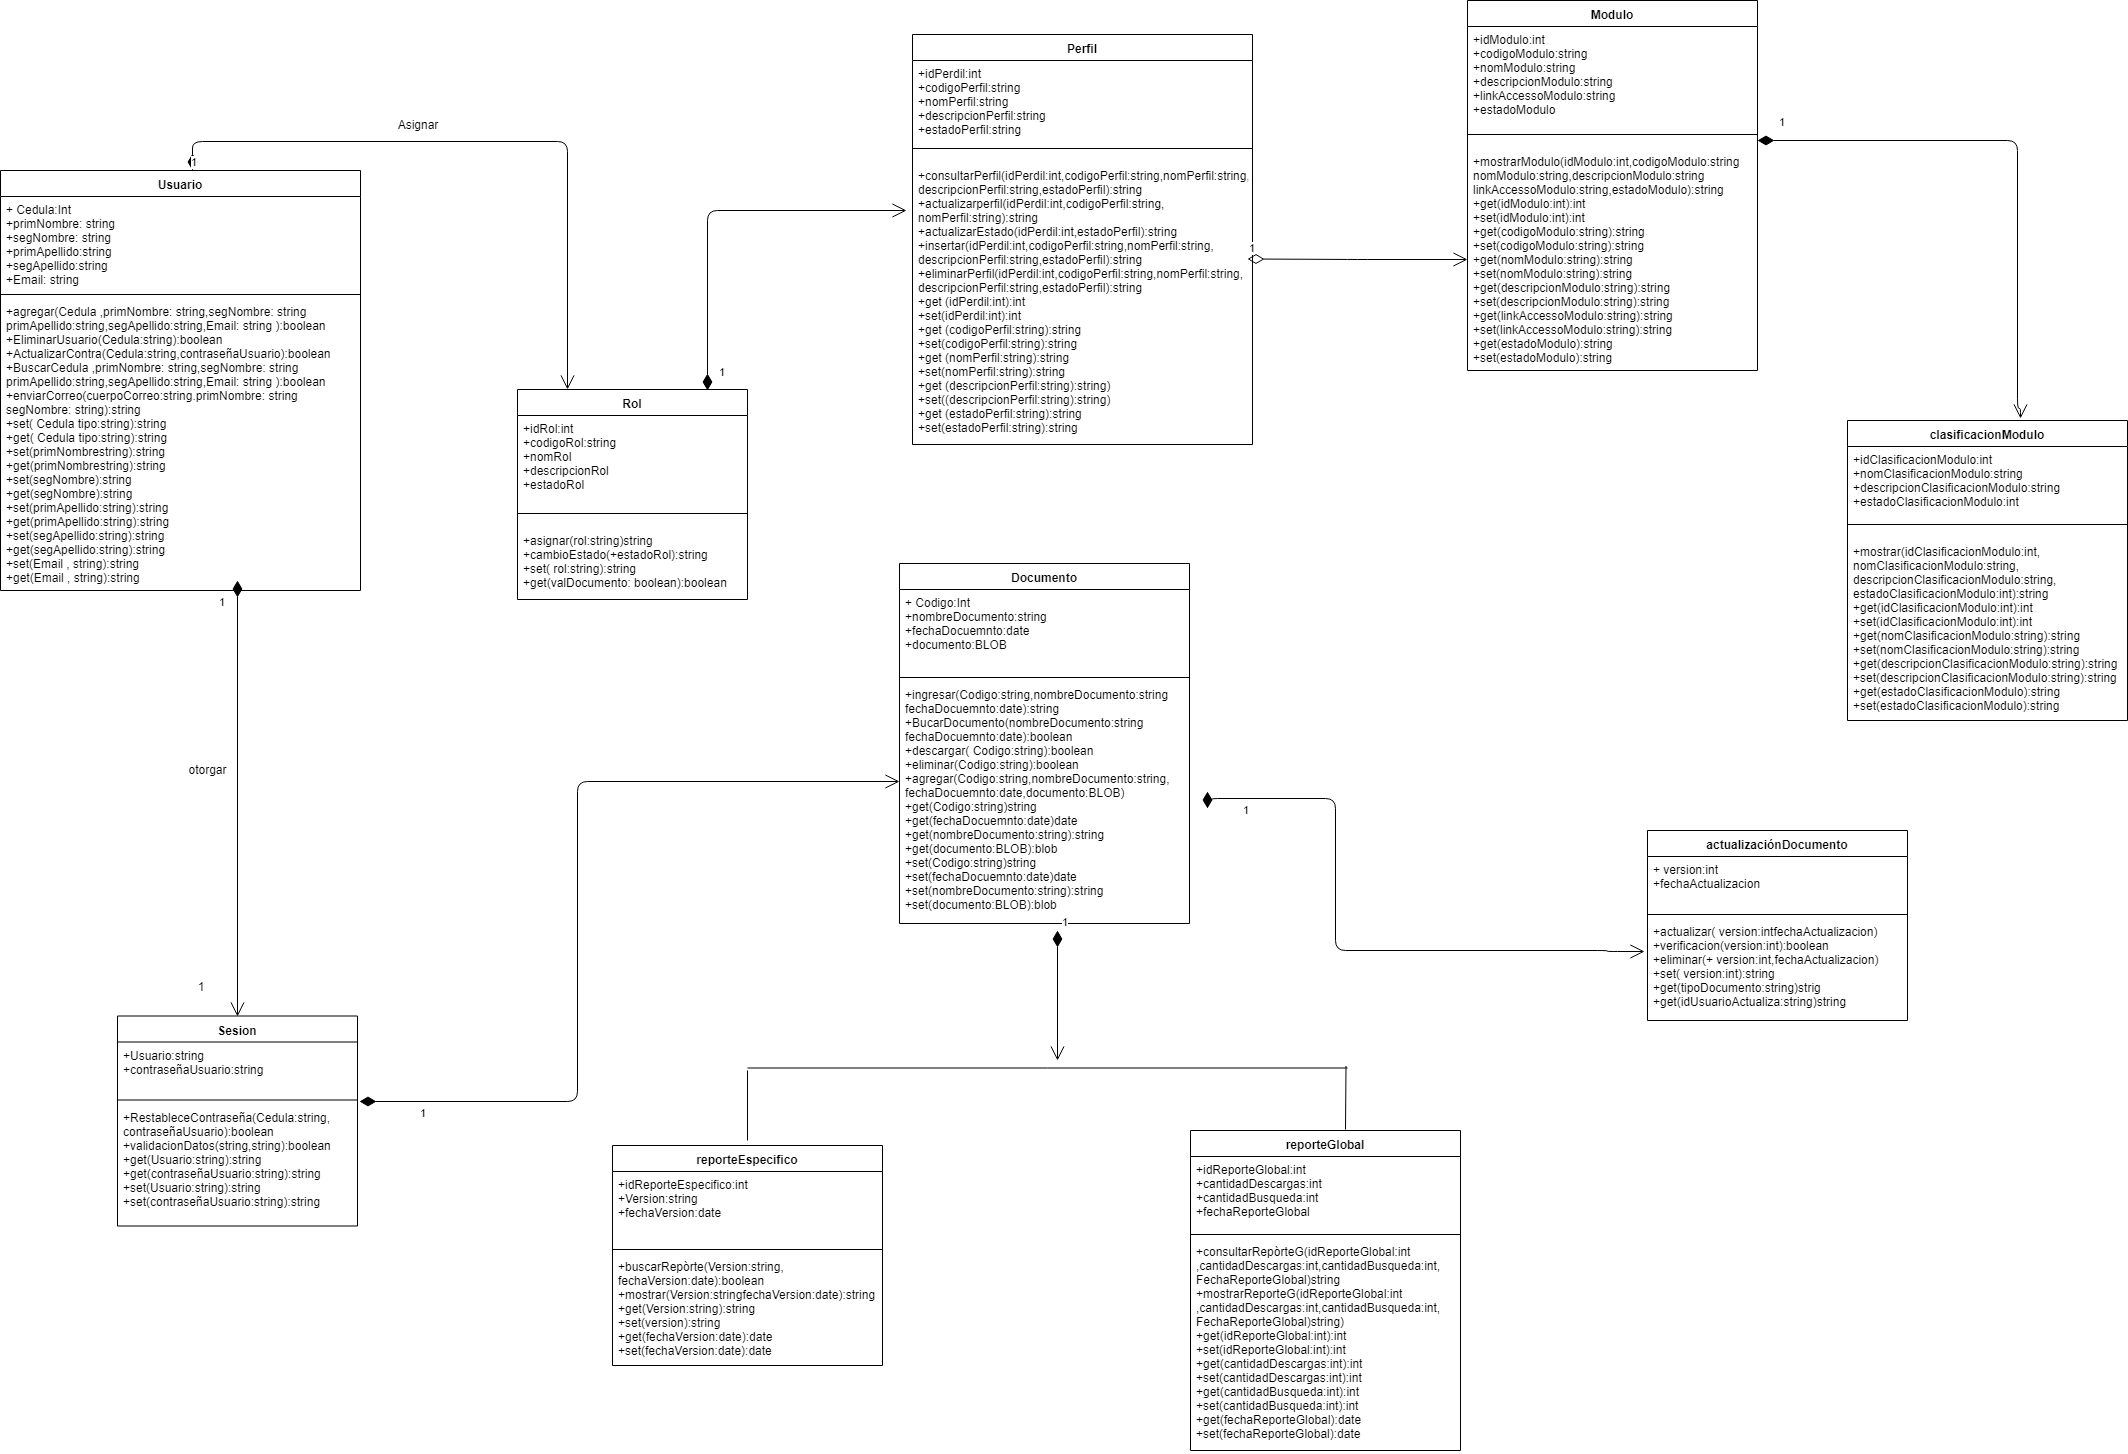 Asignar
1
Usuario
+ Cedula:Int
+primNombre: string
+segNombre: string
+primApellido:string
+segApellido:string
+Email: string
+agregar(Cedula ,primNombre: string,segNombre: string
primApellido:string,segApellido:string,Email: string ):boolean
+EliminarUsuario(Cedula:string):boolean
+ActualizarContra(Cedula:string,contraseñaUsuario):boolean
+BuscarCedula ,primNombre: string,segNombre: string
primApellido:string,segApellido:string,Email: string ):boolean
+enviarCorreo(cuerpoCorreo:string.primNombre: string
segNombre: string):string
+set( Cedula tipo:string):string
+get( Cedula tipo:string):string
+set(primNombrestring):string
+get(primNombrestring):string
+set(segNombre):string
+get(segNombre):string
+set(primApellido:string):string
+get(primApellido:string):string
+set(segApellido:string):string
+get(segApellido:string):string
+set(Email , string):string
+get(Email , string):string
1
otorgar
1
Rol
+idRol:int
+codigoRol:string
+nomRol
+descripcionRol
+estadoRol
+asignar(rol:string)string
+cambioEstado(+estadoRol):string
+set( rol:string):string
+get(valDocumento: boolean):boolean
1
Perfil
+idPerdil:int
+codigoPerfil:string
+nomPerfil:string
+descripcionPerfil:string
+estadoPerfil:string
+consultarPerfil(idPerdil:int,codigoPerfil:string,nomPerfil:string,
descripcionPerfil:string,estadoPerfil):string
+actualizarperfil(idPerdil:int,codigoPerfil:string,
nomPerfil:string):string
+actualizarEstado(idPerdil:int,estadoPerfil):string
+insertar(idPerdil:int,codigoPerfil:string,nomPerfil:string,
descripcionPerfil:string,estadoPerfil):string
+eliminarPerfil(idPerdil:int,codigoPerfil:string,nomPerfil:string,
descripcionPerfil:string,estadoPerfil):string
+get (idPerdil:int):int
+set(idPerdil:int):int
+get (codigoPerfil:string):string
+set(codigoPerfil:string):string
+get (nomPerfil:string):string
+set(nomPerfil:string):string
+get (descripcionPerfil:string):string)
+set((descripcionPerfil:string):string)
+get (estadoPerfil:string):string
+set(estadoPerfil:string):string
1
Modulo
+idModulo:int
+codigoModulo:string
+nomModulo:string
+descripcionModulo:string
+linkAccessoModulo:string
+estadoModulo
+mostrarModulo(idModulo:int,codigoModulo:string
nomModulo:string,descripcionModulo:string
linkAccessoModulo:string,estadoModulo):string
+get(idModulo:int):int
+set(idModulo:int):int
+get(codigoModulo:string):string
+set(codigoModulo:string):string
+get(nomModulo:string):string
+set(nomModulo:string):string
+get(descripcionModulo:string):string
+set(descripcionModulo:string):string
+get(linkAccessoModulo:string):string
+set(linkAccessoModulo:string):string
+get(estadoModulo):string
+set(estadoModulo):string
1
clasificacionModulo
+idClasificacionModulo:int
+nomClasificacionModulo:string
+descripcionClasificacionModulo:string
+estadoClasificacionModulo:int
+mostrar(idClasificacionModulo:int,
nomClasificacionModulo:string,
descripcionClasificacionModulo:string,
estadoClasificacionModulo:int):string
+get(idClasificacionModulo:int):int
+set(idClasificacionModulo:int):int
+get(nomClasificacionModulo:string):string
+set(nomClasificacionModulo:string):string
+get(descripcionClasificacionModulo:string):string
+set(descripcionClasificacionModulo:string):string
+get(estadoClasificacionModulo):string
+set(estadoClasificacionModulo):string
Documento
+ Codigo:Int
+nombreDocumento:string
+fechaDocuemnto:date
+documento:BLOB
+ingresar(Codigo:string,nombreDocumento:string
fechaDocuemnto:date):string
+BucarDocumento(nombreDocumento:string
fechaDocuemnto:date):boolean
+descargar( Codigo:string):boolean
+eliminar(Codigo:string):boolean
+agregar(Codigo:string,nombreDocumento:string,
fechaDocuemnto:date,documento:BLOB)
+get(Codigo:string)string
+get(fechaDocuemnto:date)date
+get(nombreDocumento:string):string
+get(documento:BLOB):blob
+set(Codigo:string)string
+set(fechaDocuemnto:date)date
+set(nombreDocumento:string):string
+set(documento:BLOB):blob
1
1
actualizaciónDocumento
+ version:int
+fechaActualizacion
+actualizar( version:intfechaActualizacion)
+verificacion(version:int):boolean
+eliminar(+ version:int,fechaActualizacion)
+set( version:int):string
+get(tipoDocumento:string)strig
+get(idUsuarioActualiza:string)string
Sesion
+Usuario:string
+contraseñaUsuario:string
+RestableceContraseña(Cedula:string,
contraseñaUsuario):boolean
+validacionDatos(string,string):boolean
+get(Usuario:string):string
+get(contraseñaUsuario:string):string
+set(Usuario:string):string
+set(contraseñaUsuario:string):string
1
reporteEspecifico
+idReporteEspecifico:int
+Version:string
+fechaVersion:date
+buscarRepòrte(Version:string,
fechaVersion:date):boolean
+mostrar(Version:stringfechaVersion:date):string
+get(Version:string):string
+set(version):string
+get(fechaVersion:date):date
+set(fechaVersion:date):date
reporteGlobal
+idReporteGlobal:int
+cantidadDescargas:int
+cantidadBusqueda:int
+fechaReporteGlobal
+consultarRepòrteG(idReporteGlobal:int
,cantidadDescargas:int,cantidadBusqueda:int,
FechaReporteGlobal)string
+mostrarReporteG(idReporteGlobal:int
,cantidadDescargas:int,cantidadBusqueda:int,
FechaReporteGlobal)string)
+get(idReporteGlobal:int):int
+set(idReporteGlobal:int):int
+get(cantidadDescargas:int):int
+set(cantidadDescargas:int):int
+get(cantidadBusqueda:int):int
+set(cantidadBusqueda:int):int
+get(fechaReporteGlobal):date
+set(fechaReporteGlobal):date